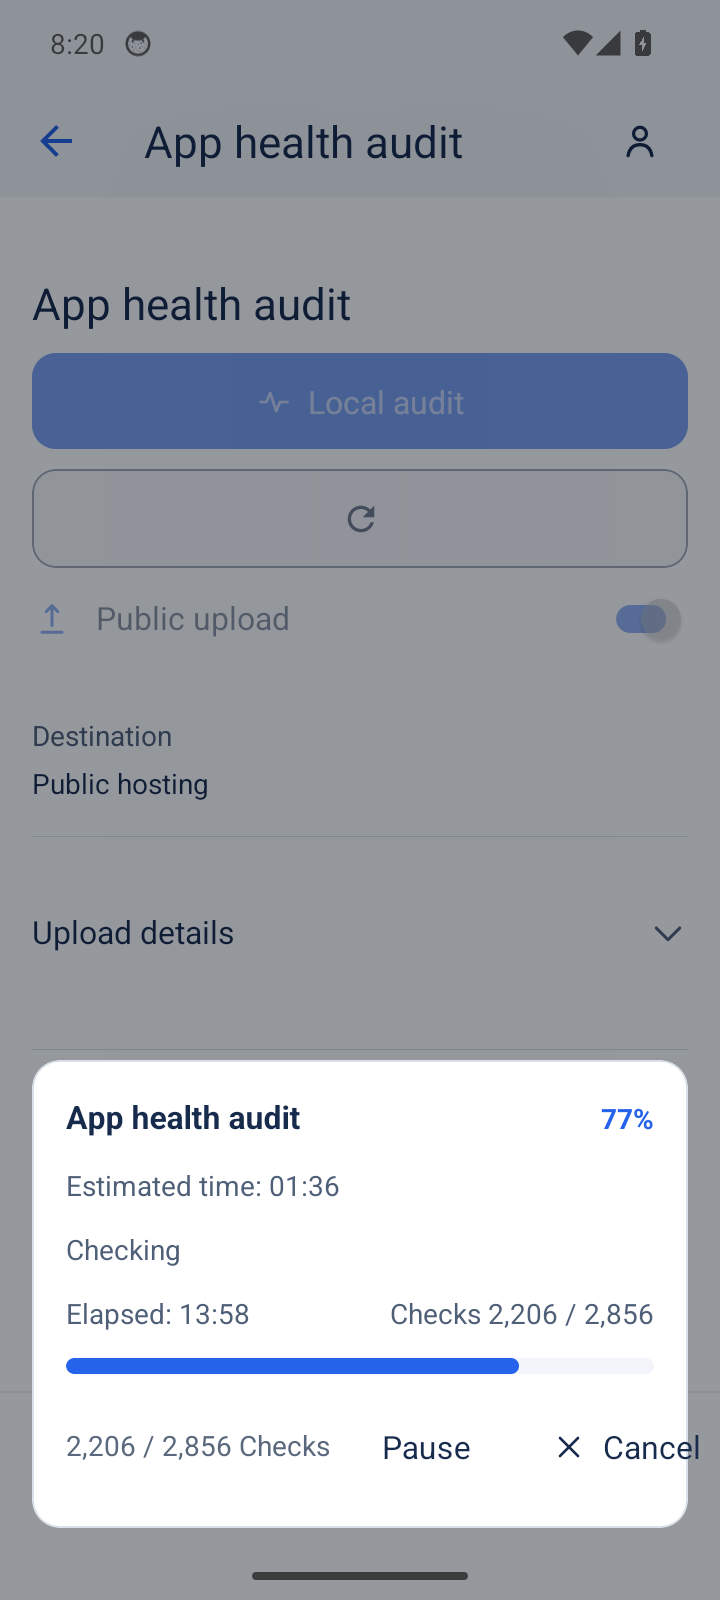 8:20
App health audit
App health audit
Local audit
Public upload
Destination
Public hosting
Upload details
App health audit 77%
Estimated time: 01:36
Checking
Elapsed: 13:58 Checks 2,206 / 2,856
2,206 / 2,856 Checks Pause Cancel